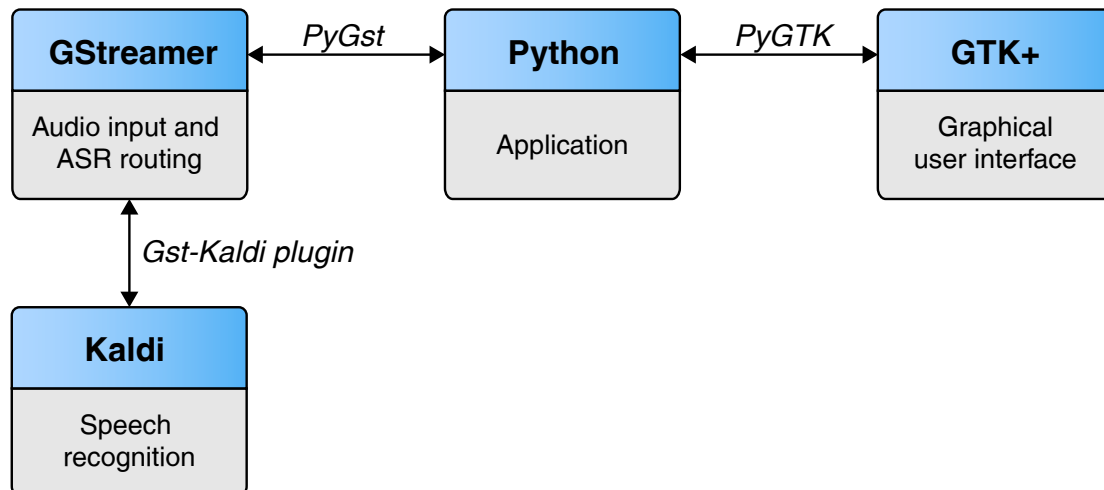 GStreamer
PyGst
Python
PyGTK
GTK+
Audio input and
ASR routing
Application
Graphical
user interface
Gst-Kaldi plugin
Kaldi
Speech
recognition